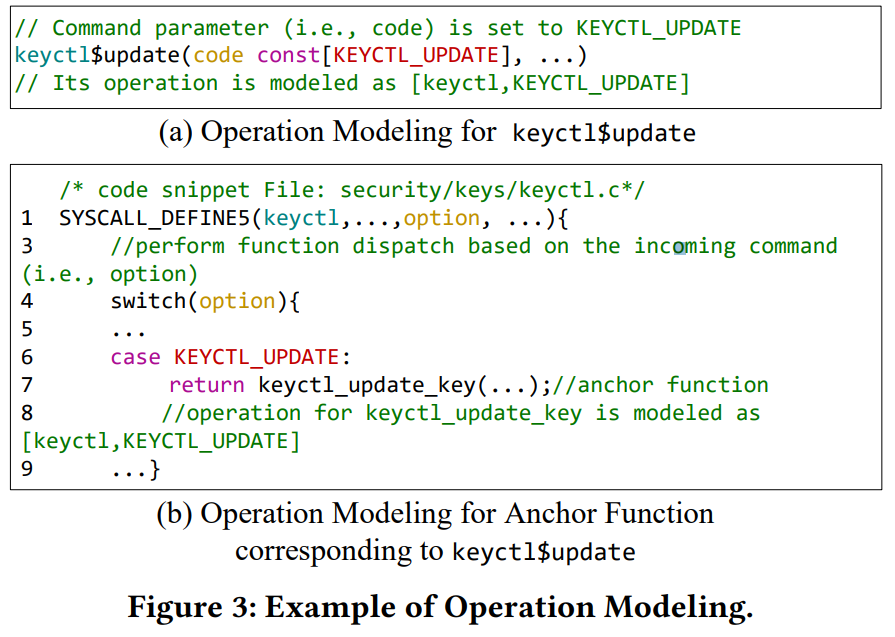 // Command parameter (i.e., code) is set to KEYCTL_UPDATE
keyctl$update(code const[KEYCTL_UPDATE], ...)
// Its operation is modeled as [keyctl,KEYCTL_UPDATE]
(a) Operation Modeling for keyctl$update
/* code snippet File: security/keys/keyctl.c*/
1 SYSCALL_DEFINE5(keyctl,...,option, ...){
3 //perform function dispatch based on the incoming command
(i.e., option)
4 switch(option){
5 ...
6 case KEYCTL_UPDATE:
7 return keyctl_update_key(...);//anchor function
8 //operation for keyctl_update_key is modeled as
[keyctl,KEYCTL_UPDATE]
9 ...}
(b) Operation Modeling for Anchor Function
corresponding to keyctl$update
Figure 3: Example of Operation Modeling.